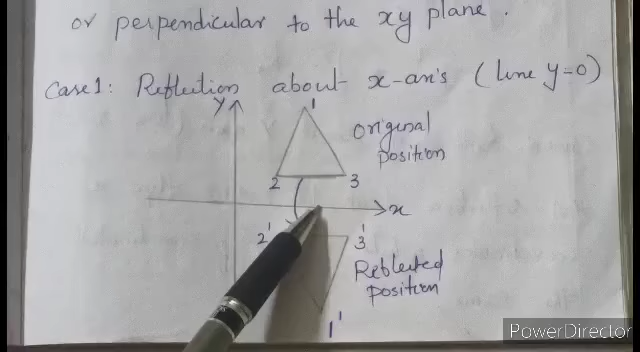 or perpendicular to the xy plane.
Case 1: Reflection about x-axis (line y=0)
y
1
Original
position
2
3
x
2'
3'
Reflected
position
1'
PowerDirector